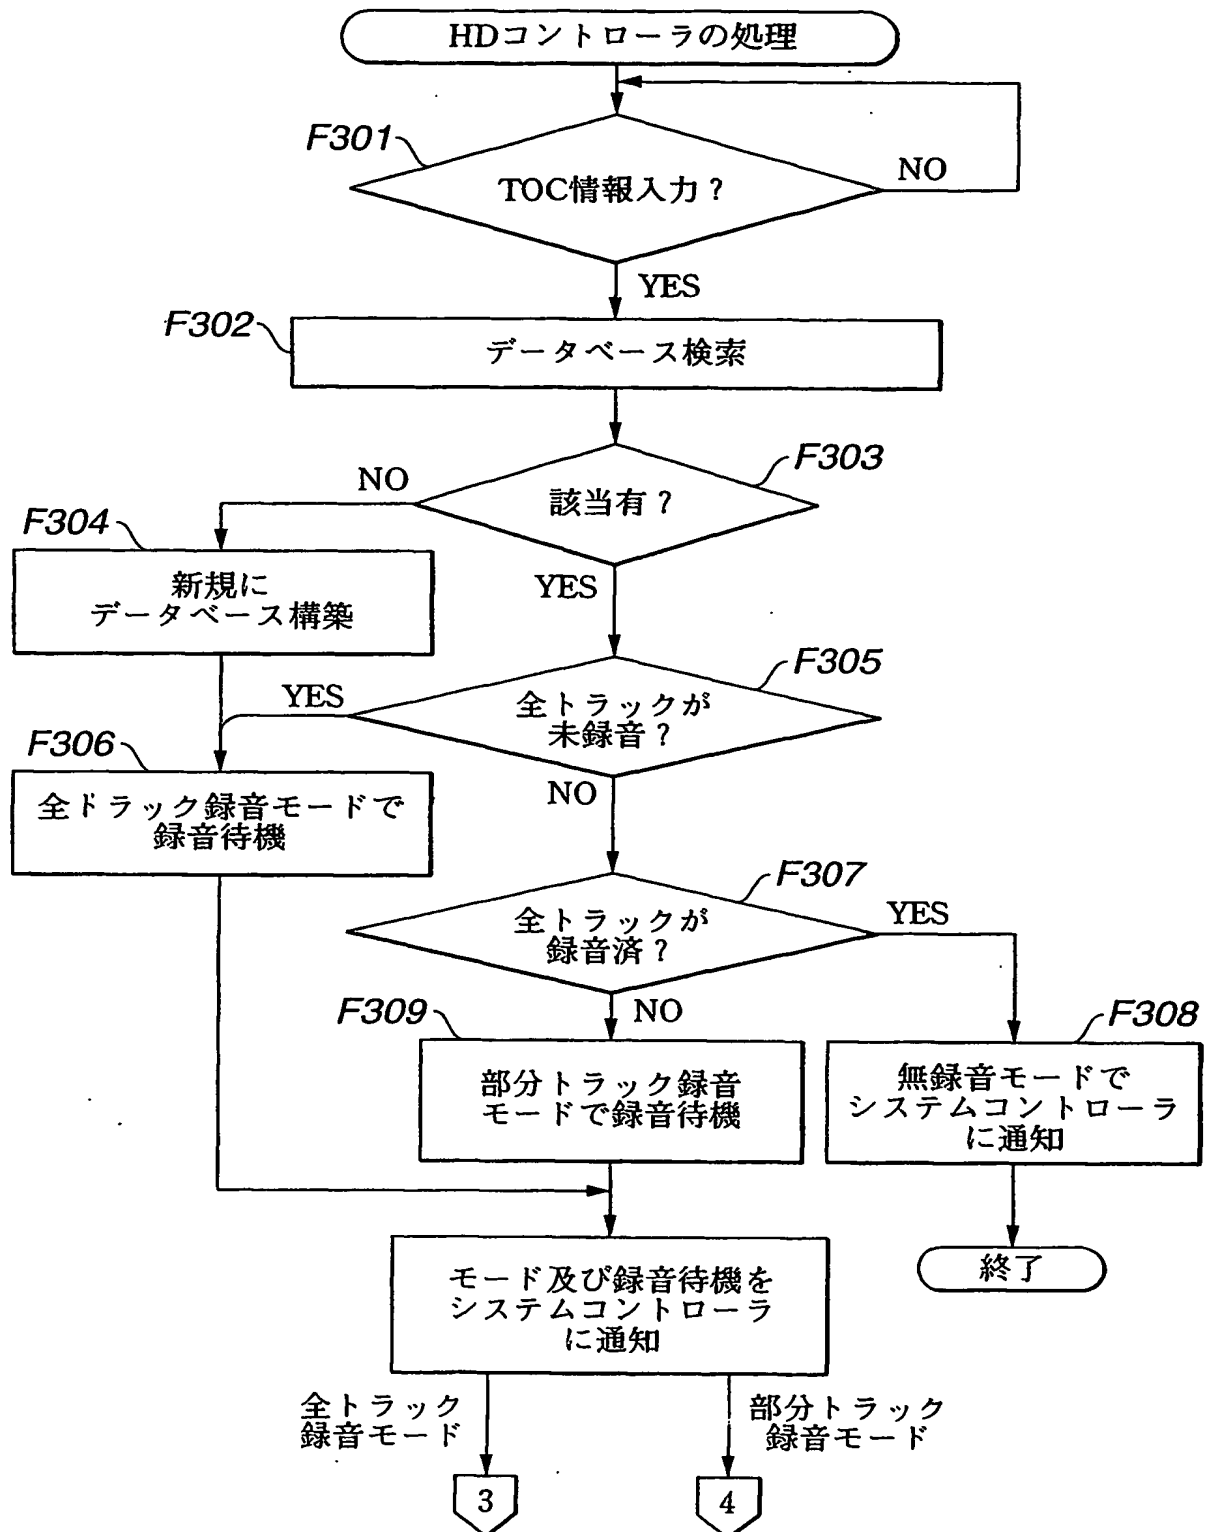 HDコントローラの処理
F301
TOC情報入力？
NO
YES
F302
データベース検索
F303
NO
該当有？
F304
YES
新規に
データベース構築
F305
YES
全トラックが
未録音？
F306
NO
全トラック録音モードで
録音待機
F307
YES
全トラックが
録音済？
F309
NO
F308
部分トラック録音
モードで録音待機
無録音モードで
システムコントローラ
に通知
終了
モード及び録音待機を
システムコントローラ
に通知
全トラック
録音モード
部分トラック
録音モード
3
4